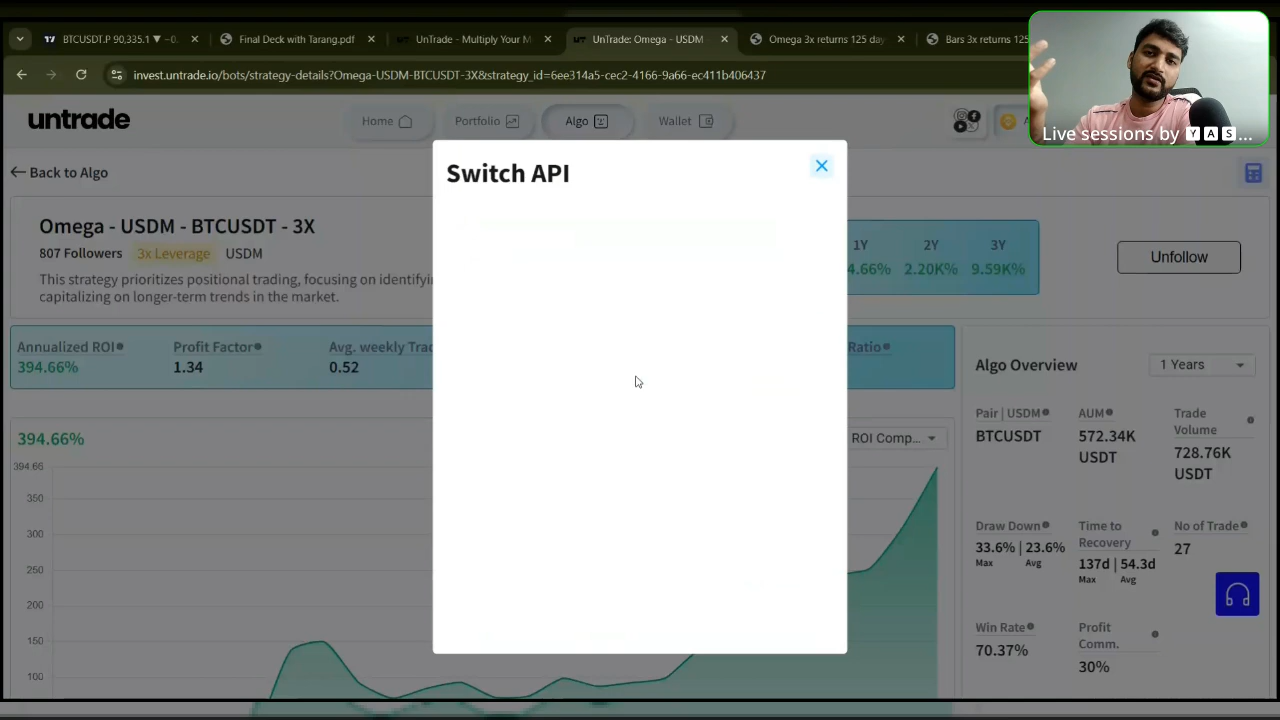 BTCUSDT.P 90,335.1 ▼ −0.
Final Deck with Tarang.pdf
UnTrade - Multiply Your M
UnTrade: Omega - USDM
Omega 3x returns 125 day
Bars 3x returns 125
invest.untrade.io/bots/strategy-details?Omega-USDM-BTCUSDT-3X&strategy_id=6ee314a5-cec2-4166-9a66-ec411b406437
Live sessions by 🅈🄰🅂...
untrade
Home
Portfolio
Algo
Wallet
Back to Algo
Switch API
Omega - USDM - BTCUSDT - 3X
807 Followers 3x Leverage USDM
This strategy prioritizes positional trading, focusing on identifyi
capitalizing on longer-term trends in the market.
1Y 2Y 3Y
4.66% 2.20K% 9.59K%
Unfollow
Annualized ROI Profit Factor Avg. weekly Trad Ratio
394.66% 1.34 0.52
394.66%
ROI Comp...
394.66
350
300
250
200
150
100
Algo Overview
1 Years
Pair | USDM
BTCUSDT
AUM
572.34K
USDT
Trade
Volume
728.76K
USDT
Draw Down
33.6% | 23.6%
Max Avg
Time to
Recovery
137d | 54.3d
Max Avg
No of Trade
27
Win Rate
70.37%
Profit
Comm.
30%